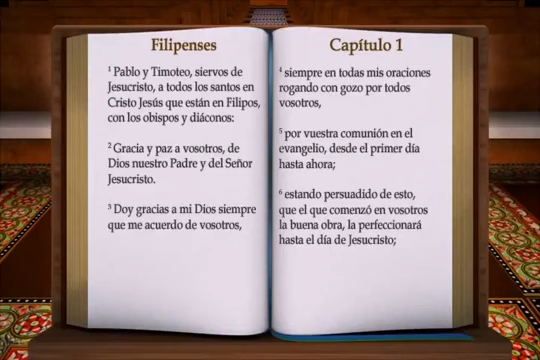 Filipenses
¹ Pablo y Timoteo, siervos de
Jesucristo, a todos los santos en
Cristo Jesús que están en Filipos,
con los obispos y diáconos:
² Gracia y paz a vosotros, de
Dios nuestro Padre y del Señor
Jesucristo.
³ Doy gracias a mi Dios siempre
que me acuerdo de vosotros,
Capítulo 1
⁴ siempre en todas mis oraciones
rogando con gozo por todos
vosotros,
⁵ por vuestra comunión en el
evangelio, desde el primer día
hasta ahora;
⁶ estando persuadido de esto,
que el que comenzó en vosotros
la buena obra, la perfeccionará
hasta el día de Jesucristo;